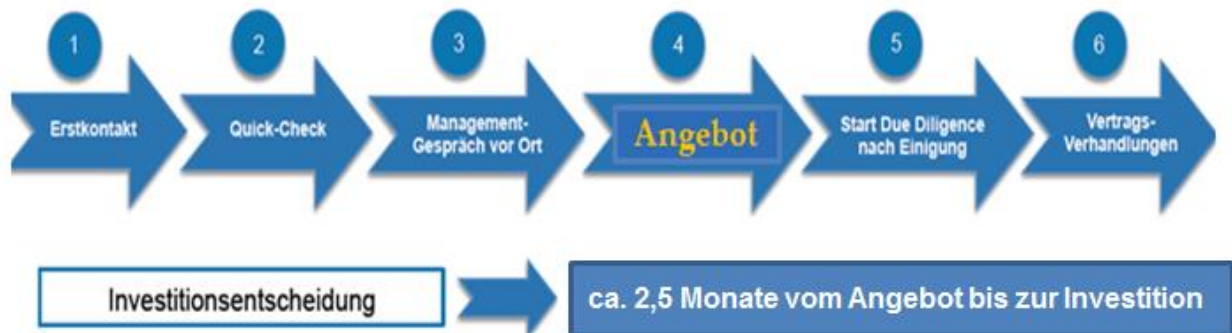 1
2
3
4
5
6
Erstkontakt
Quick-Check
Management-
Gespräch vor Ort
Angebot
Start Due Diligence
nach Einigung
Vertrags-
Verhandlungen
Investitionsentscheidung
ca. 2,5 Monate vom Angebot bis zur Investition